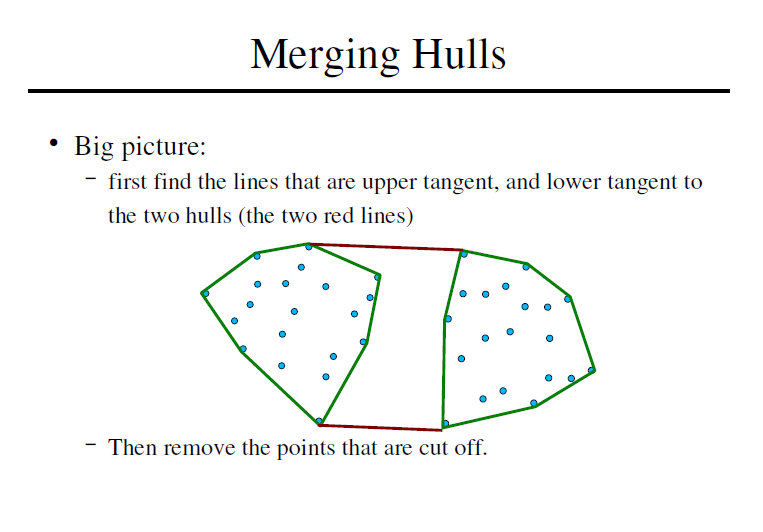 Merging Hulls
• Big picture:
– first find the lines that are upper tangent, and lower tangent to
the two hulls (the two red lines)
– Then remove the points that are cut off.